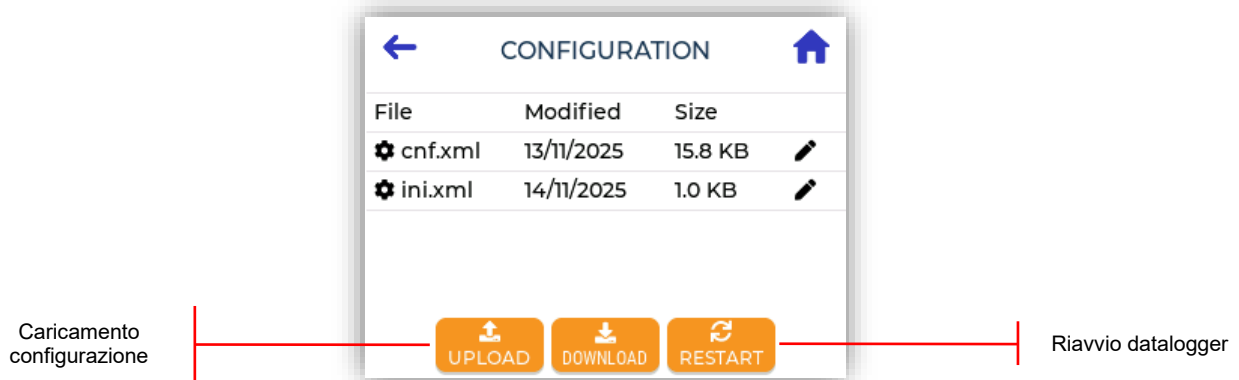 CONFIGURATION
File Modified Size
cnf.xml 13/11/2025 15.8 KB
ini.xml 14/11/2025 1.0 KB
Caricamento
configurazione
UPLOAD DOWNLOAD RESTART
Riavvio datalogger